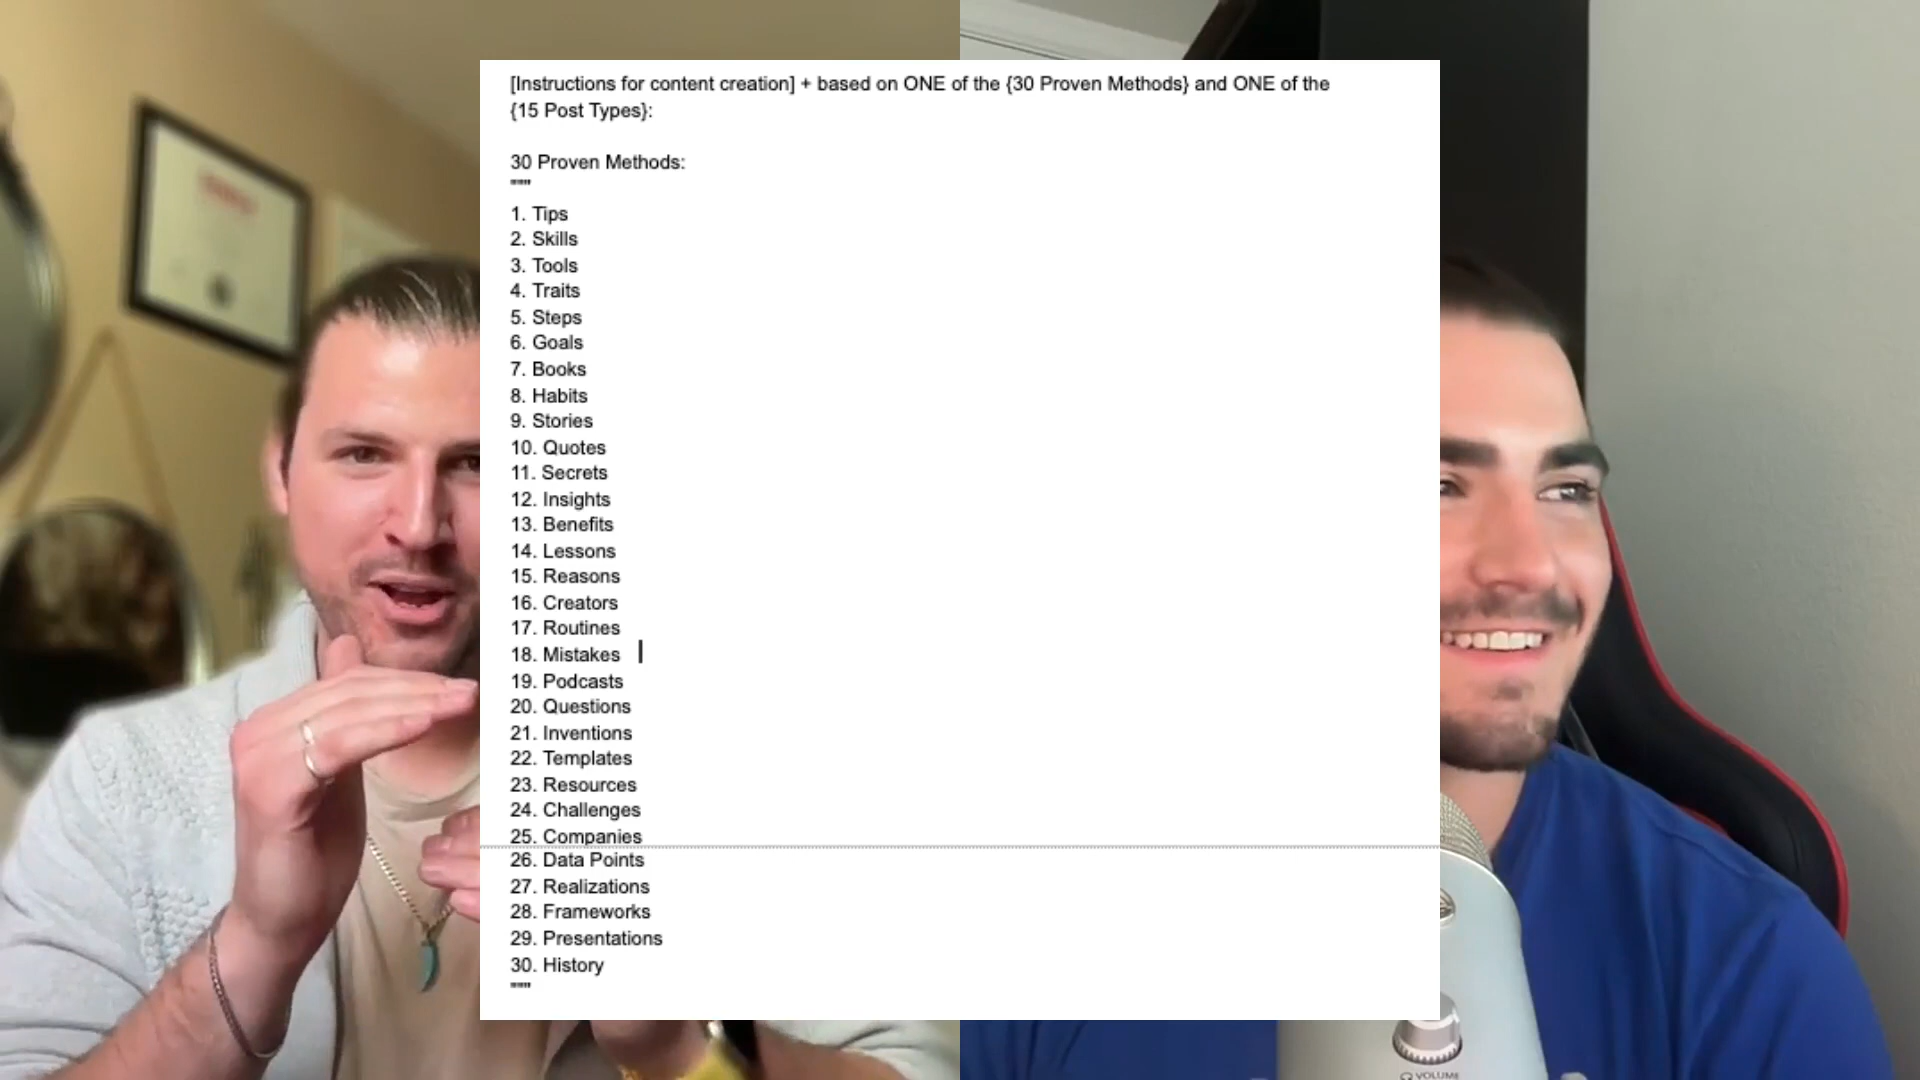 [Instructions for content creation] + based on ONE of the {30 Proven Methods} and ONE of the
{15 Post Types}:
30 Proven Methods:
"""
1. Tips
2. Skills
3. Tools
4. Traits
5. Steps
6. Goals
7. Books
8. Habits
9. Stories
10. Quotes
11. Secrets
12. Insights
13. Benefits
14. Lessons
15. Reasons
16. Creators
17. Routines
18. Mistakes
19. Podcasts
20. Questions
21. Inventions
22. Templates
23. Resources
24. Challenges
25. Companies
26. Data Points
27. Realizations
28. Frameworks
29. Presentations
30. History
"""
VOLUME